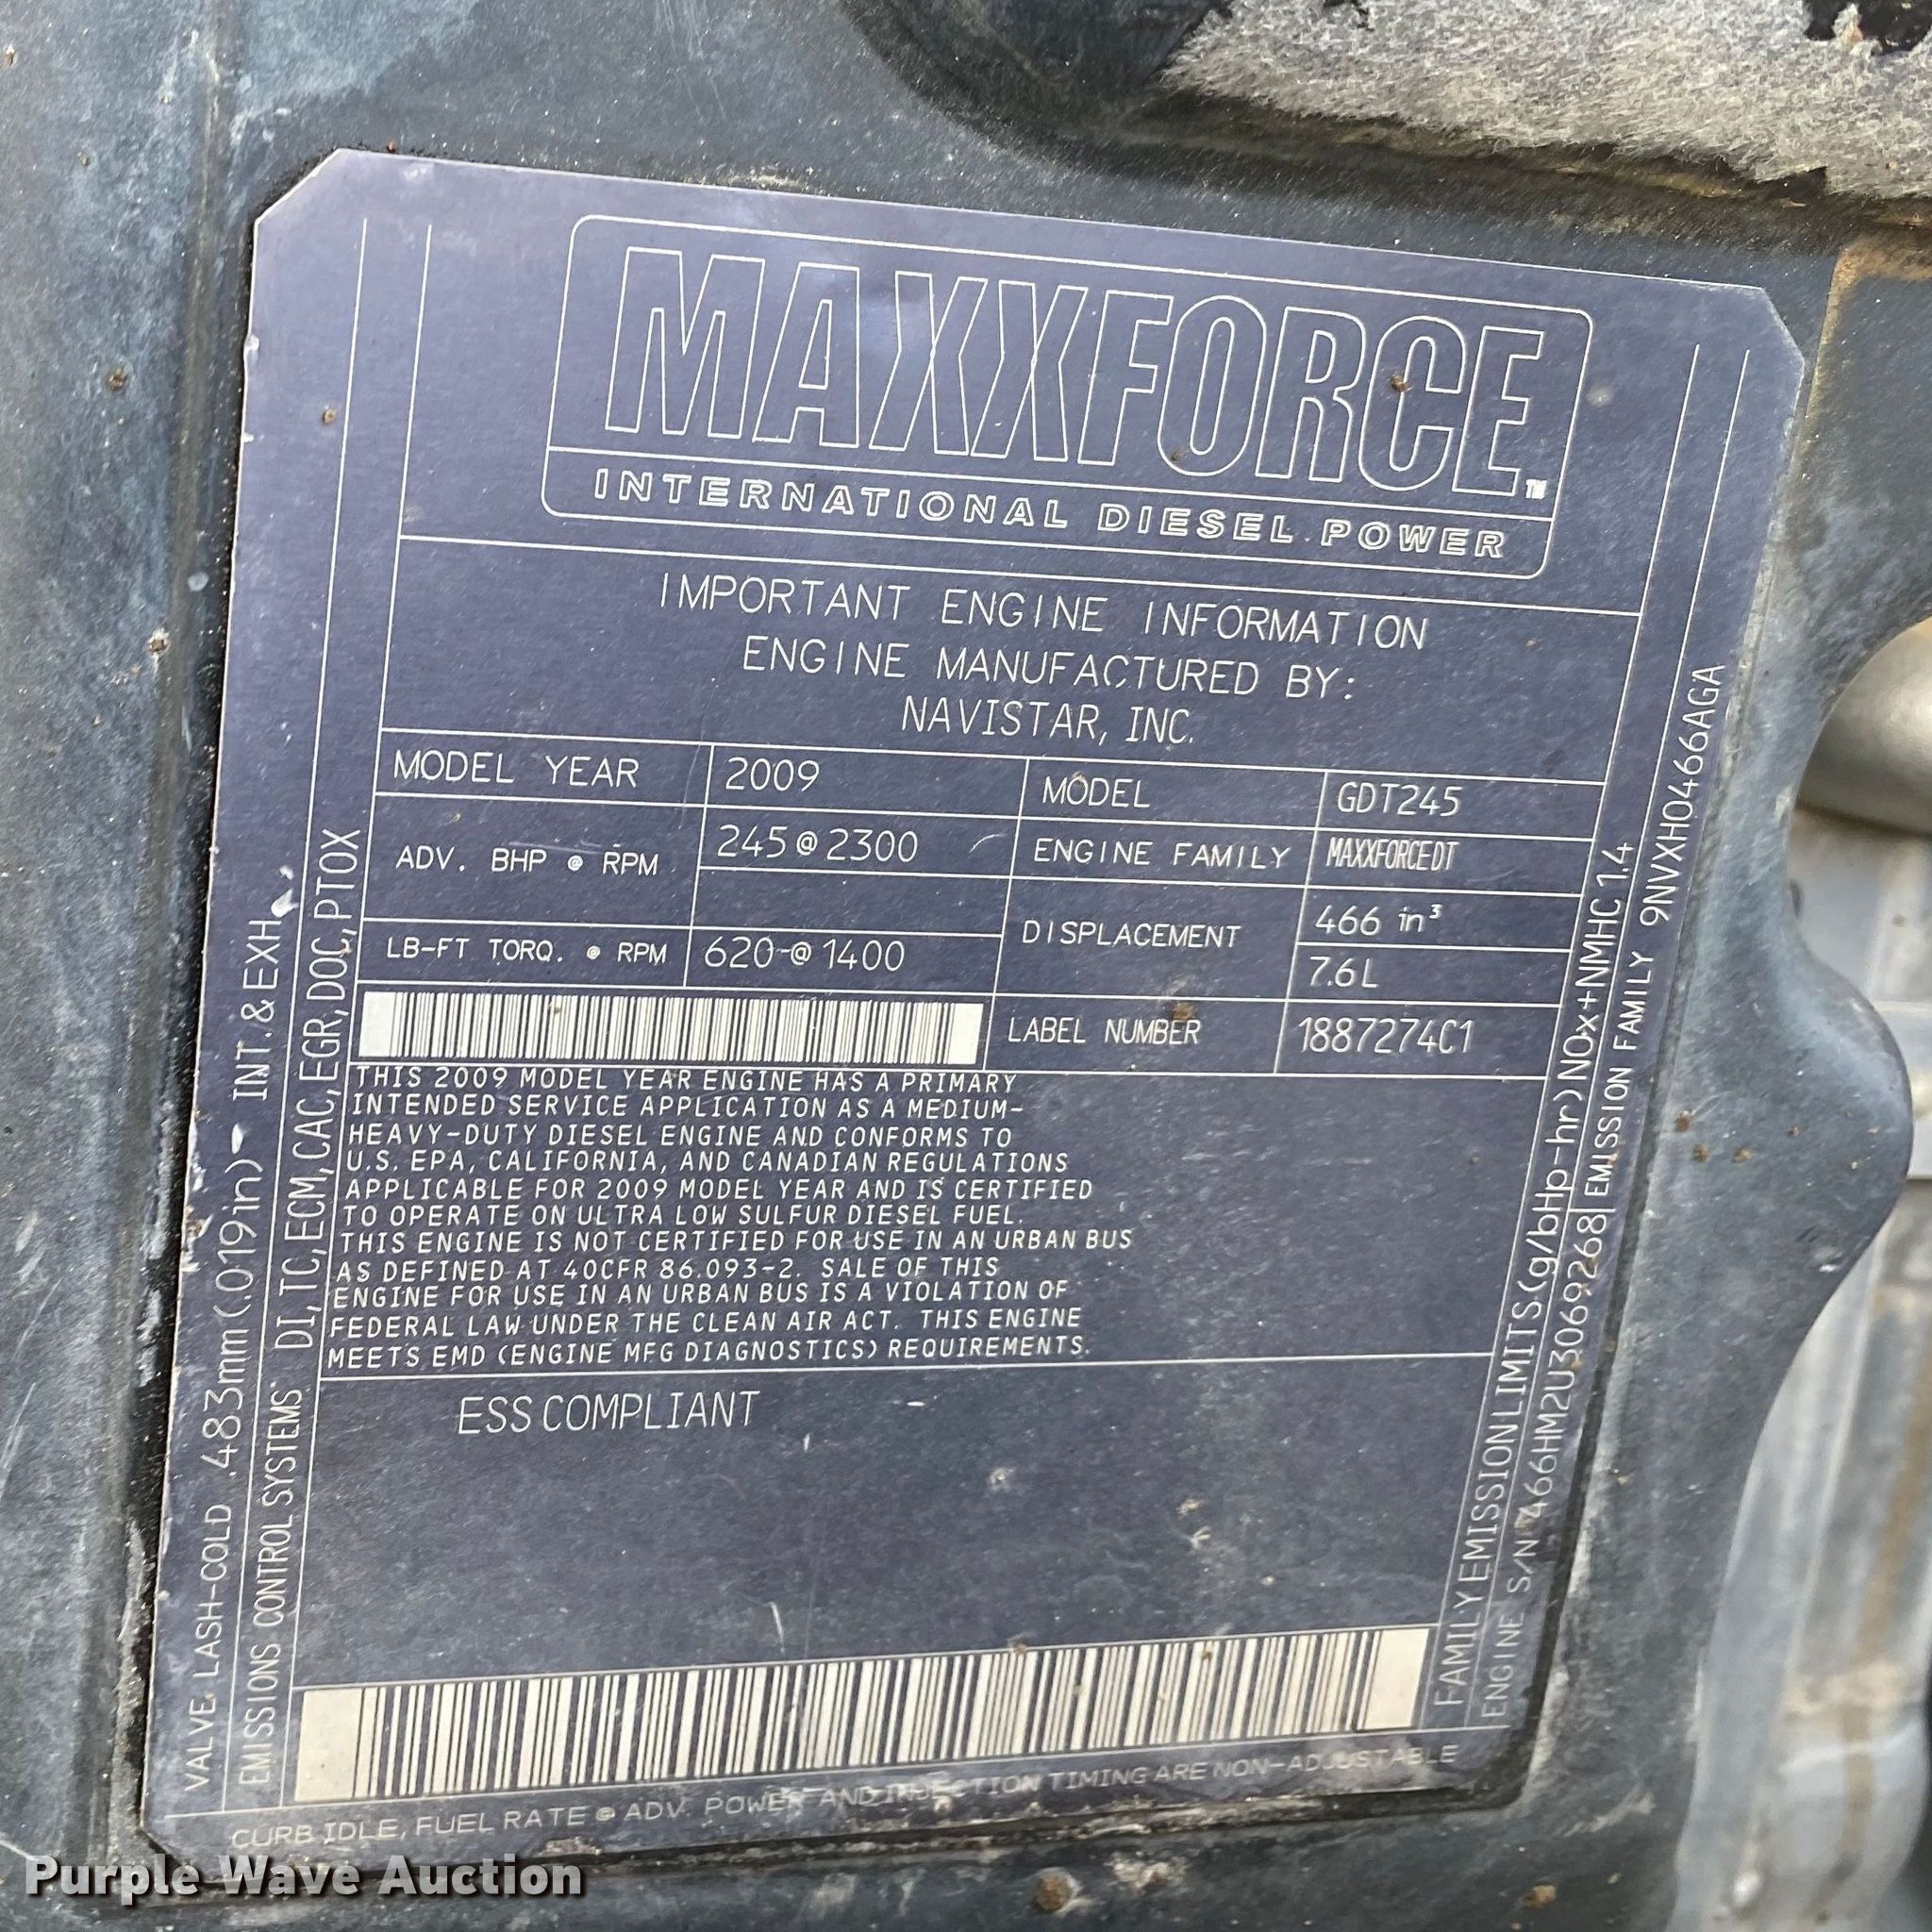 MAXXFORCE™
INTERNATIONAL DIESEL POWER
IMPORTANT ENGINE INFORMATION
ENGINE MANUFACTURED BY:
NAVISTAR, INC.
MODEL YEAR 2009 MODEL GDT245
ADV. BHP @ RPM 245@2300 ENGINE FAMILY MAXXFORCEDT
DISPLACEMENT 466 in³
7.6L
LB-FT TORQ. @ RPM 620@1400
LABEL NUMBER 1887274C1
THIS 2009 MODEL YEAR ENGINE HAS A PRIMARY
INTENDED SERVICE APPLICATION AS A MEDIUM-
HEAVY-DUTY DIESEL ENGINE AND CONFORMS TO
U.S. EPA, CALIFORNIA, AND CANADIAN REGULATIONS
APPLICABLE FOR 2009 MODEL YEAR AND IS CERTIFIED
TO OPERATE ON ULTRA LOW SULFUR DIESEL FUEL.
THIS ENGINE IS NOT CERTIFIED FOR USE IN AN URBAN BUS
AS DEFINED AT 40CFR 86.093-2. SALE OF THIS
ENGINE FOR USE IN AN URBAN BUS IS A VIOLATION OF
FEDERAL LAW UNDER THE CLEAN AIR ACT. THIS ENGINE
MEETS EMD (ENGINE MFG DIAGNOSTICS) REQUIREMENTS.
ESS COMPLIANT
VALVE LASH-COLD .483mm(.019in)- INT.&EXH.
EMISSIONS CONTROL SYSTEMS DI,TC,ECM,CAC,EGR,DOC,PTOX
FAMILY EMISSION LIMITS(g/bHp-hr)NOx+NMHC 1.4
ENGINE S/N 466HM2U3069268 EMISSION FAMILY 9NVXH0466AGA
CURB IDLE, FUEL RATE @ ADV. POWER AND INJECTION TIMING ARE NON-ADJUSTABLE
Purple Wave Auction